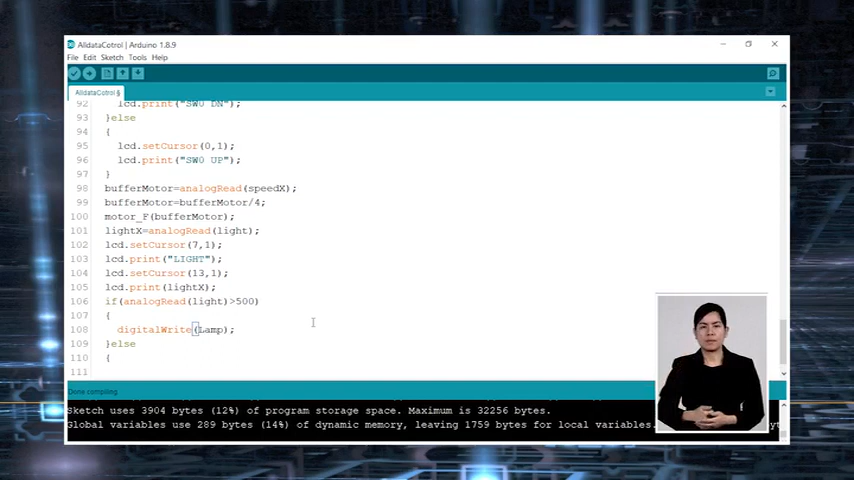 AlldataCotrol | Arduino 1.8.9
File Edit Sketch Tools Help
AlldataCotrol §
92 lcd.print("SW0 DN");
93 }else
94 {
95 lcd.setCursor(0,1);
96 lcd.print("SW0 UP");
97 }
98 bufferMotor=analogRead(speedX);
99 bufferMotor=bufferMotor/4;
100 motor_F(bufferMotor);
101 lightX=analogRead(light);
102 lcd.setCursor(7,1);
103 lcd.print("LIGHT");
104 lcd.setCursor(13,1);
105 lcd.print(lightX);
106 if(analogRead(light)>500)
107 {
108 digitalWrite(Lamp);
109 }else
110 {
111
Done compiling.
Sketch uses 3904 bytes (12%) of program storage space. Maximum is 32256 bytes.
Global variables use 289 bytes (14%) of dynamic memory, leaving 1759 bytes for local variables.